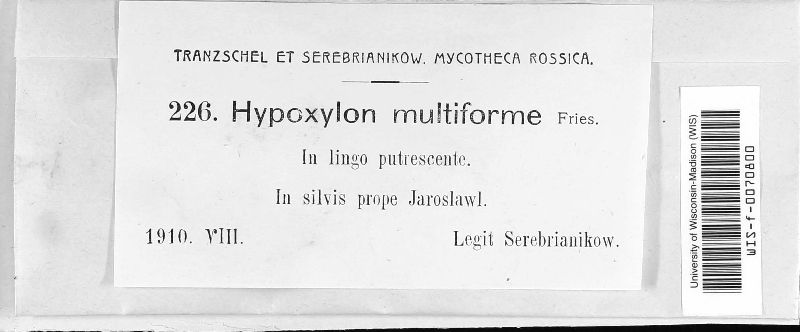 TRANZSCHEL ET SEREBRIANIKOW. MYCOTHECA ROSSICA.
226. Hypoxylon multiforme Fries.
In lingo putrescente.
In silvis prope Jaroslawl.
1910. VIII. Legit Serebrianikow.
University of Wisconsin-Madison (WIS)
WIS-f-0070800